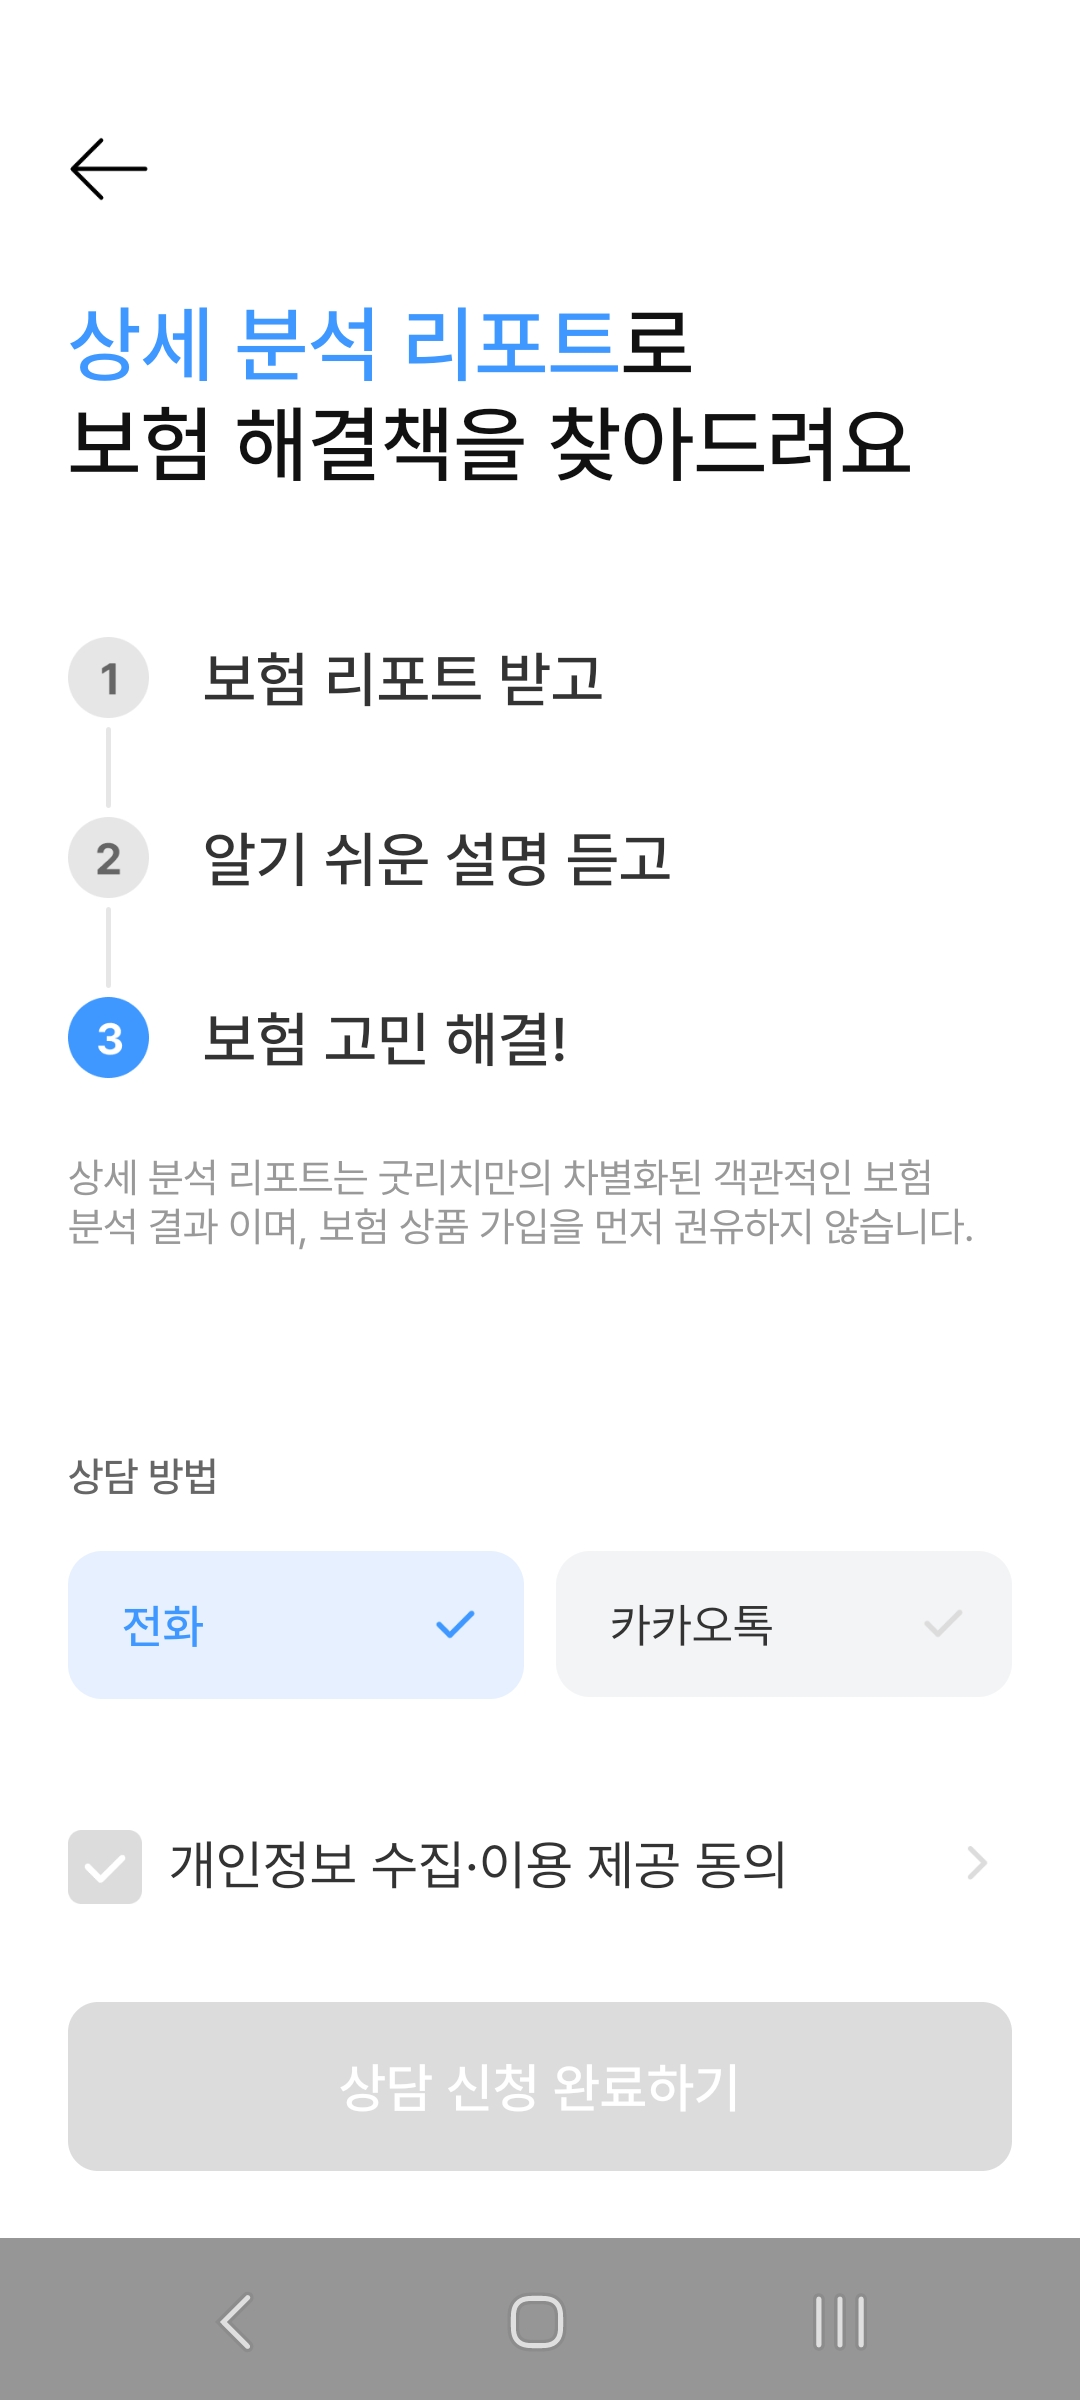 상세 분석 리포트로
보험 해결책을 찾아드려요
1 보험 리포트 받고
2 알기 쉬운 설명 듣고
3 보험 고민 해결!
상세 분석 리포트는 굿리치만의 차별화된 객관적인 보험
분석 결과 이며, 보험 상품 가입을 먼저 권유하지 않습니다.
상담 방법
전화 카카오톡
개인정보 수집·이용 제공 동의
상담 신청 완료하기